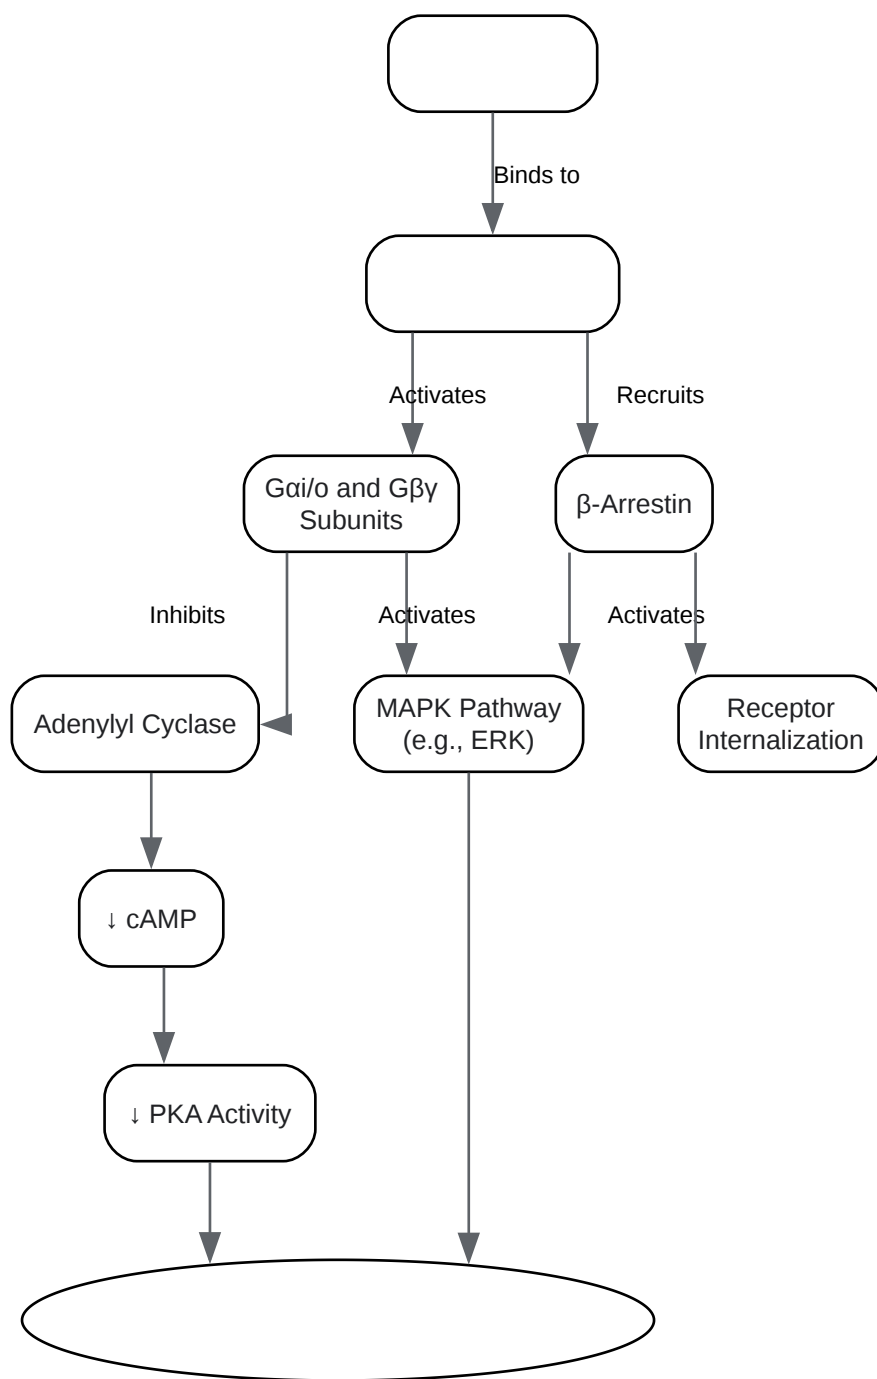 Binds to
Activates
Recruits
Gαi/o and Gβγ
Subunits
β-Arrestin
Inhibits
Activates
Activates
Adenylyl Cyclase
MAPK Pathway
(e.g., ERK)
Receptor
Internalization
↓ cAMP
↓ PKA Activity